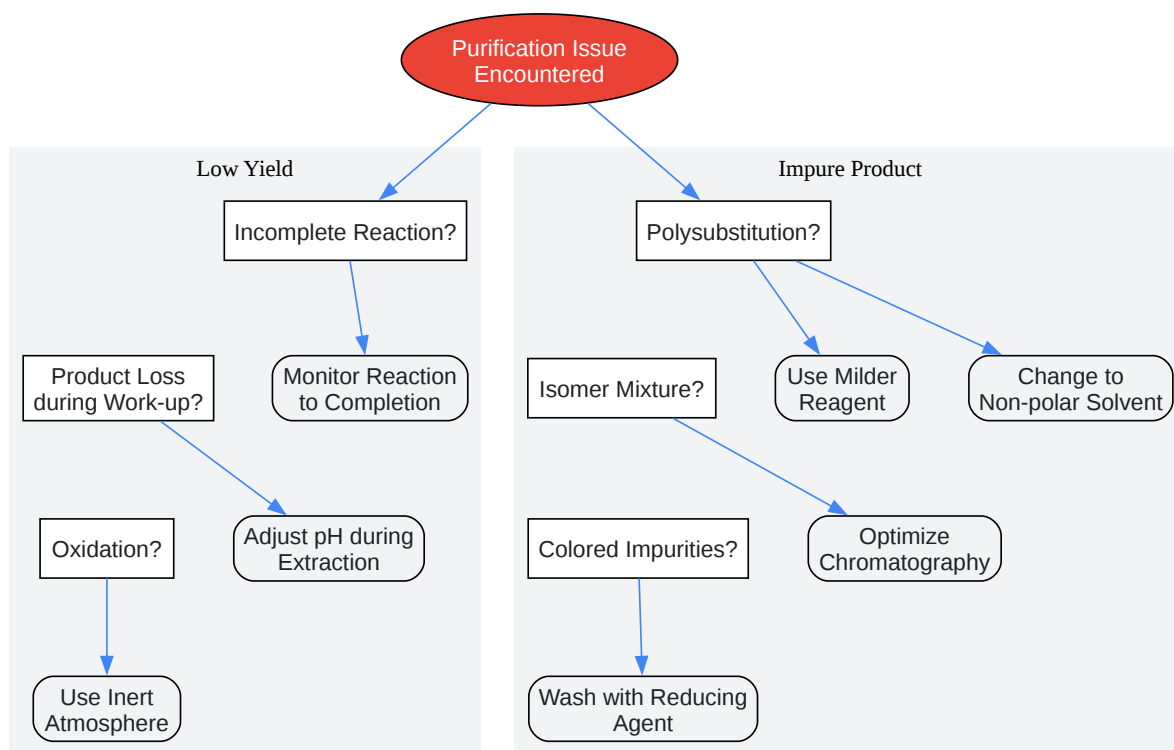 Purification Issue
Encountered
Low Yield
Incomplete Reaction?
Product Loss
during Work-up?
Monitor Reaction
to Completion
Oxidation?
Adjust pH during
Extraction
Use Inert
Atmosphere
Impure Product
Polysubstitution?
Isomer Mixture?
Use Milder
Reagent
Change to
Non-polar Solvent
Colored Impurities?
Optimize
Chromatography
Wash with Reducing
Agent